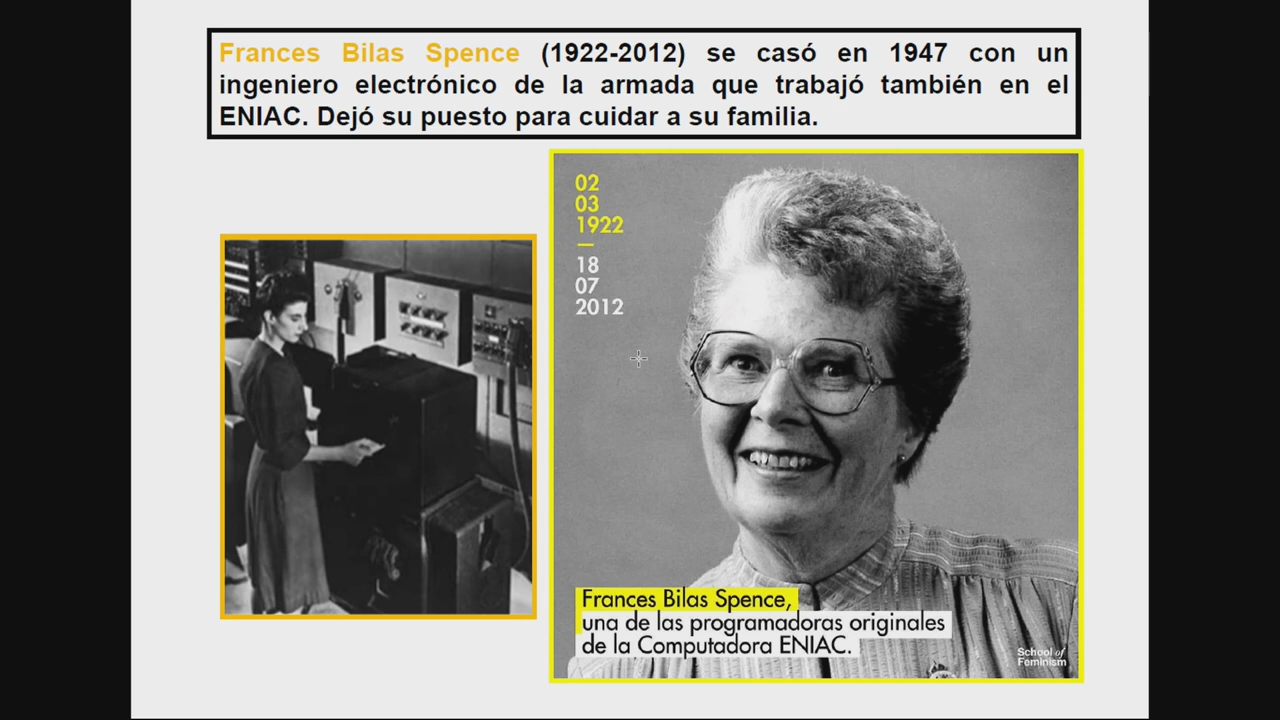 Frances Bilas Spence (1922-2012) se casó en 1947 con un
ingeniero electrónico de la armada que trabajó también en el
ENIAC. Dejó su puesto para cuidar a su familia.
02
03
1922
—
18
07
2012
Frances Bilas Spence,
una de las programadoras originales
de la Computadora ENIAC.
School of
Feminism